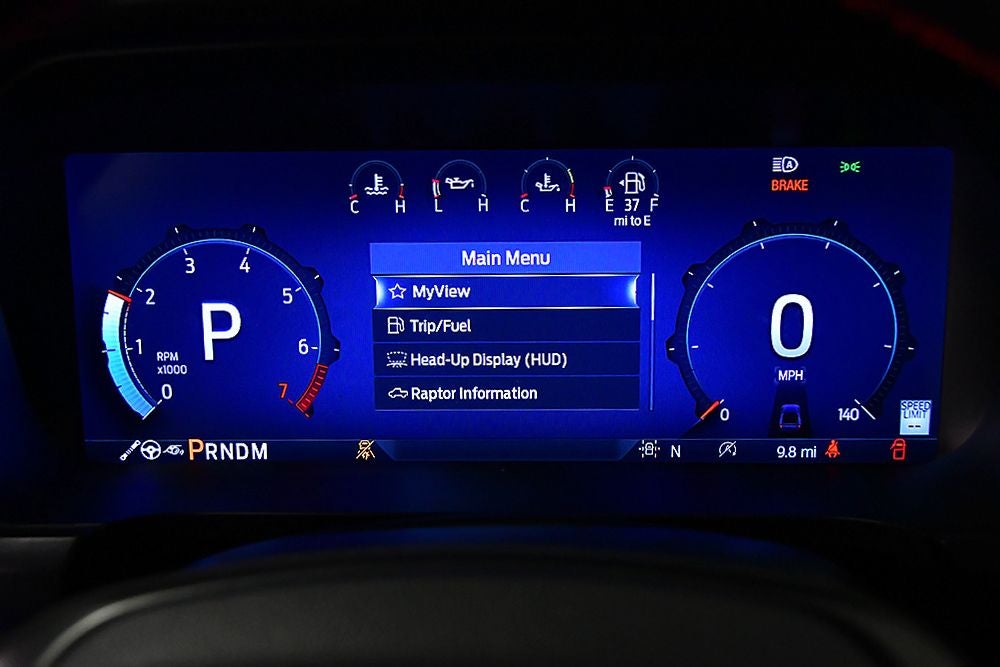 C H
L H
C H
E 37 F
mi to E
A
BRAKE
Main Menu
MyView
Trip/Fuel
Head-Up Display (HUD)
Raptor Information
3 4
2 5
1 6
0 7
P
RPM
x1000
0
MPH
0 140
SPEED
LIMIT
--
PRNDM
N
9.8 mi